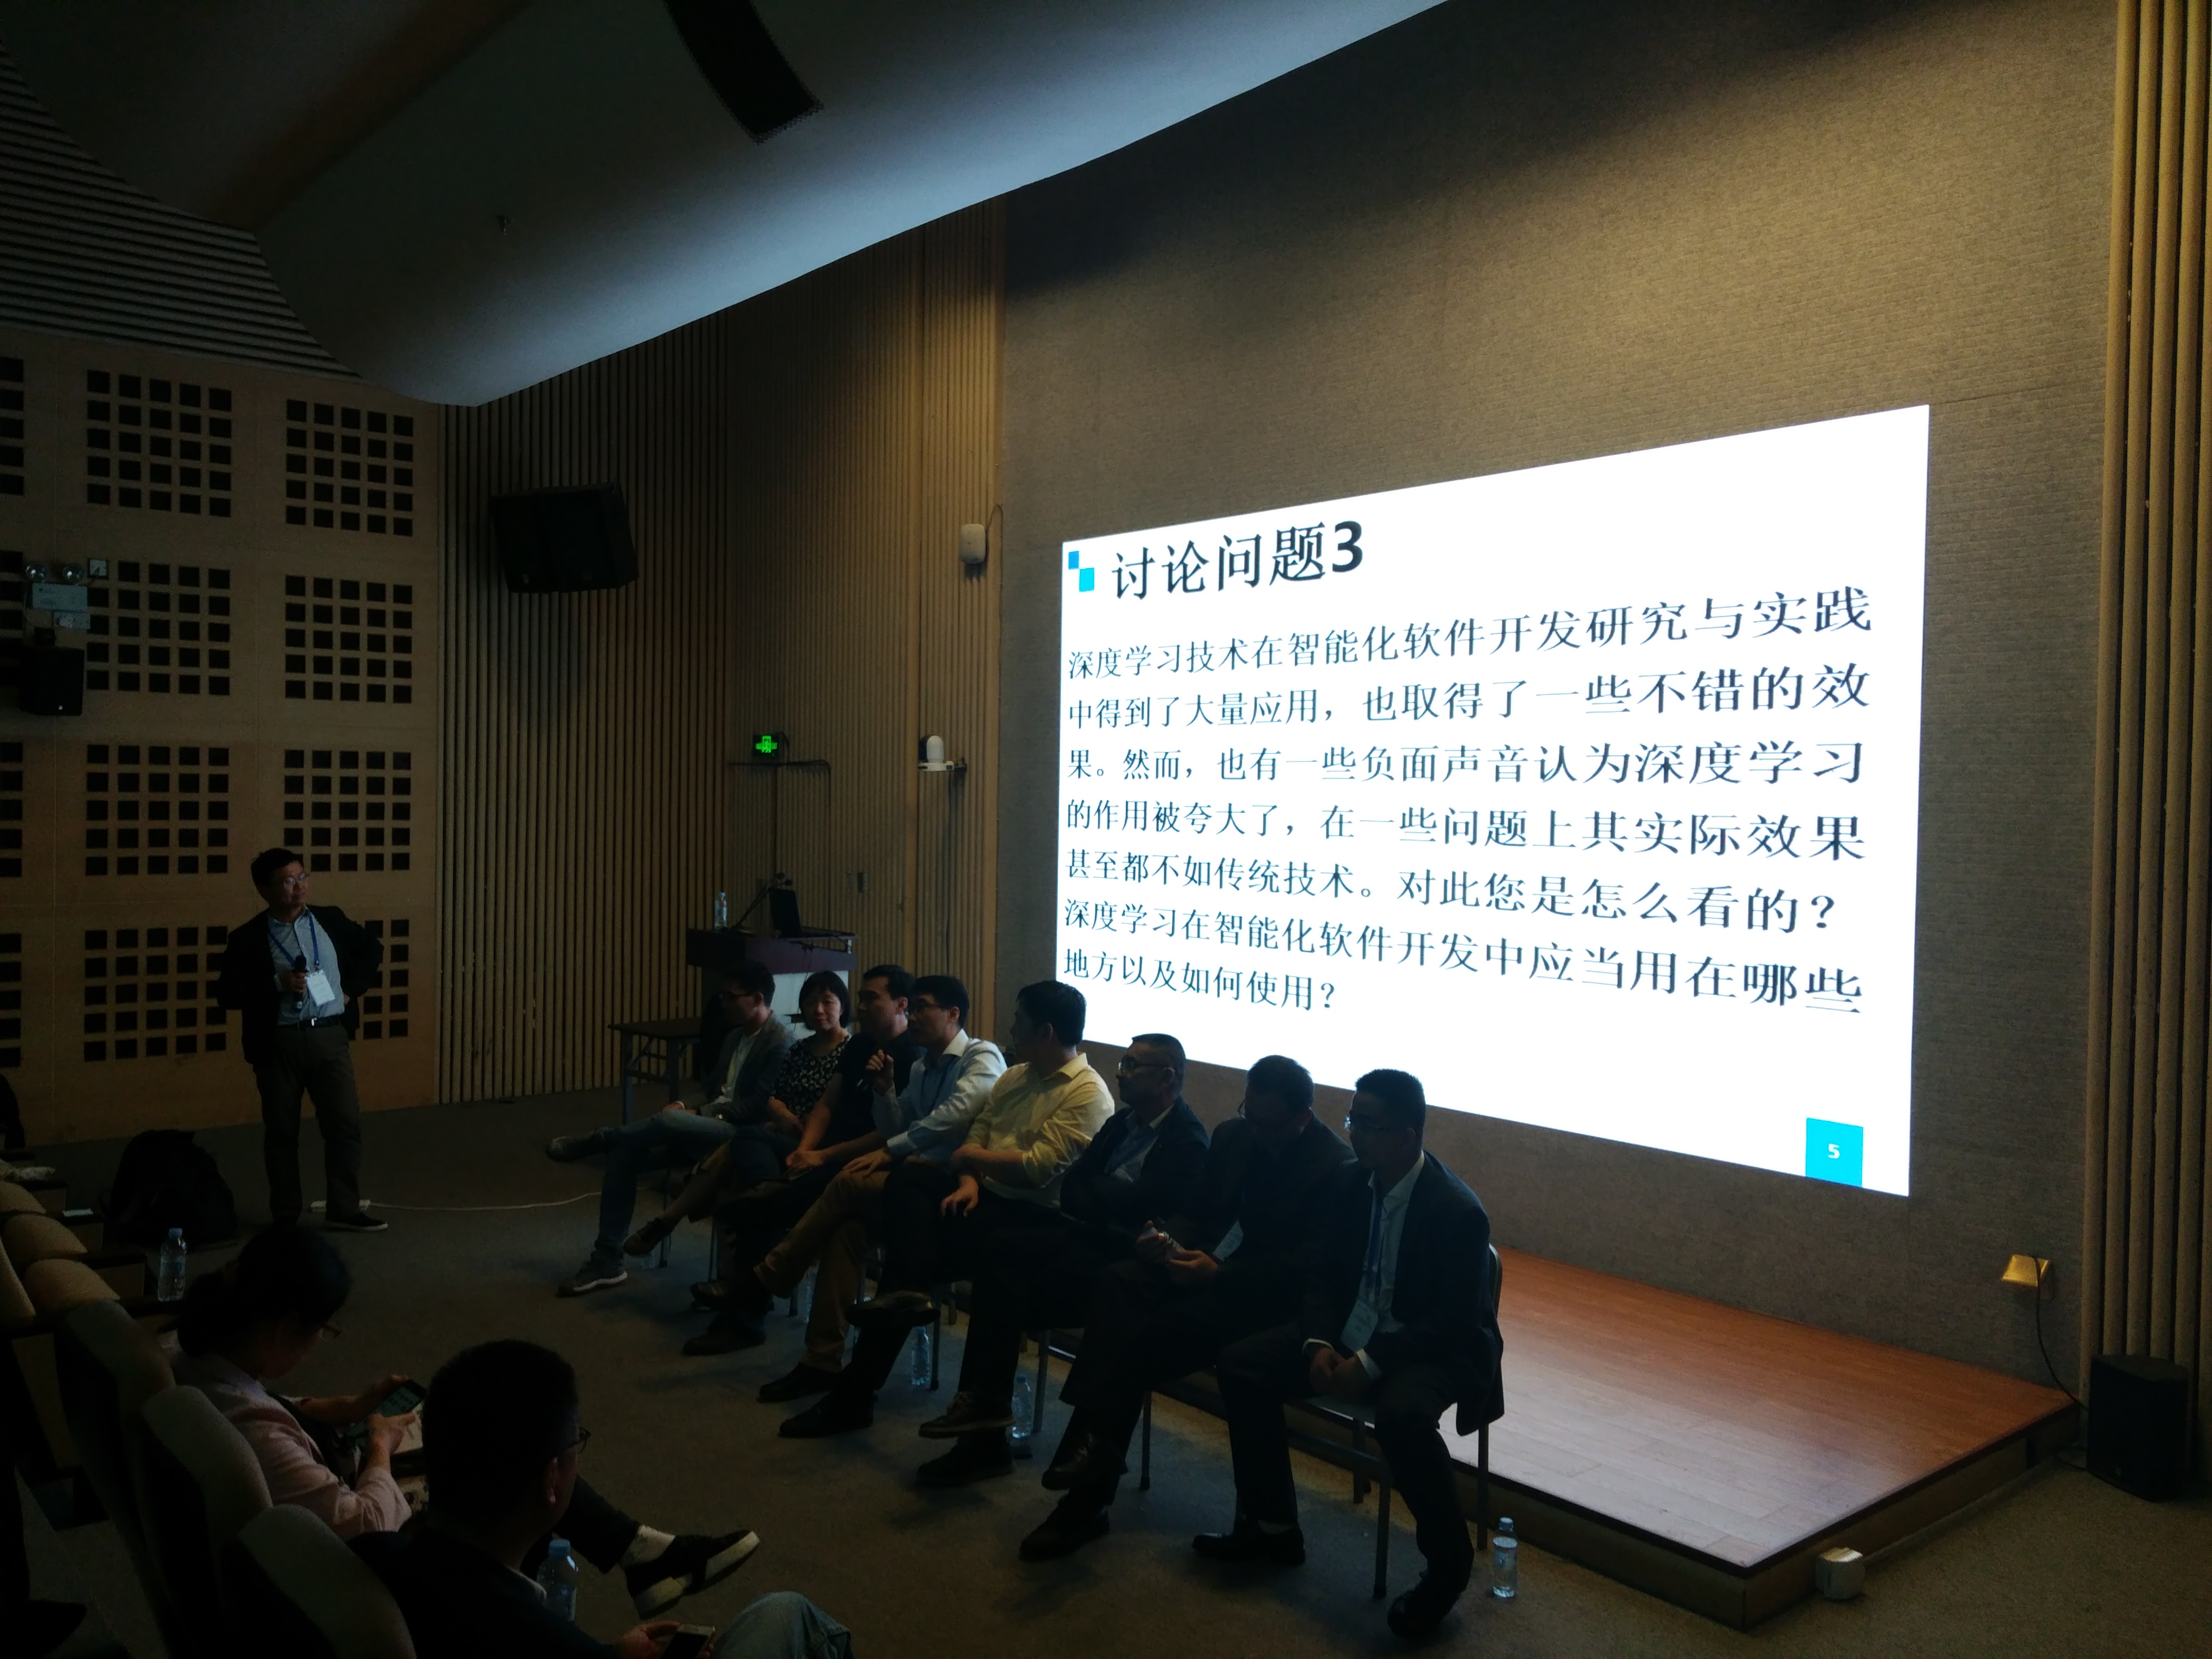 讨论问题3
深度学习技术在智能化软件开发研究与实践
中得到了大量应用，也取得了一些不错的效
果。然而，也有一些负面声音认为深度学习
的作用被夸大了，在一些问题上其实际效果
甚至都不如传统技术。对此您是怎么看的？
深度学习在智能化软件开发中应当用在哪些
地方以及如何使用？
5